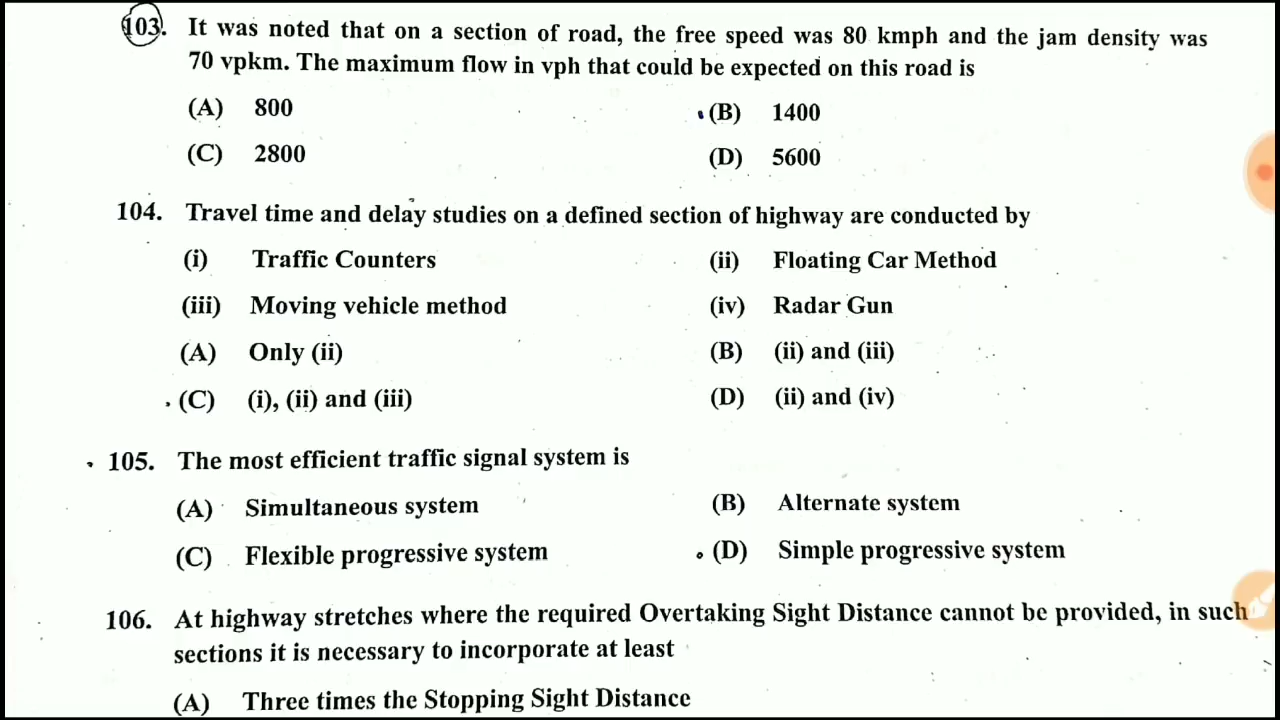 103. It was noted that on a section of road, the free speed was 80 kmph and the jam density was
70 vpkm. The maximum flow in vph that could be expected on this road is
(A) 800 (B) 1400
(C) 2800 (D) 5600
104. Travel time and delay studies on a defined section of highway are conducted by
(i) Traffic Counters (ii) Floating Car Method
(iii) Moving vehicle method (iv) Radar Gun
(A) Only (ii) (B) (ii) and (iii)
(C) (i), (ii) and (iii) (D) (ii) and (iv)
105. The most efficient traffic signal system is
(A) Simultaneous system (B) Alternate system
(C) Flexible progressive system (D) Simple progressive system
106. At highway stretches where the required Overtaking Sight Distance cannot be provided, in such
sections it is necessary to incorporate at least
(A) Three times the Stopping Sight Distance